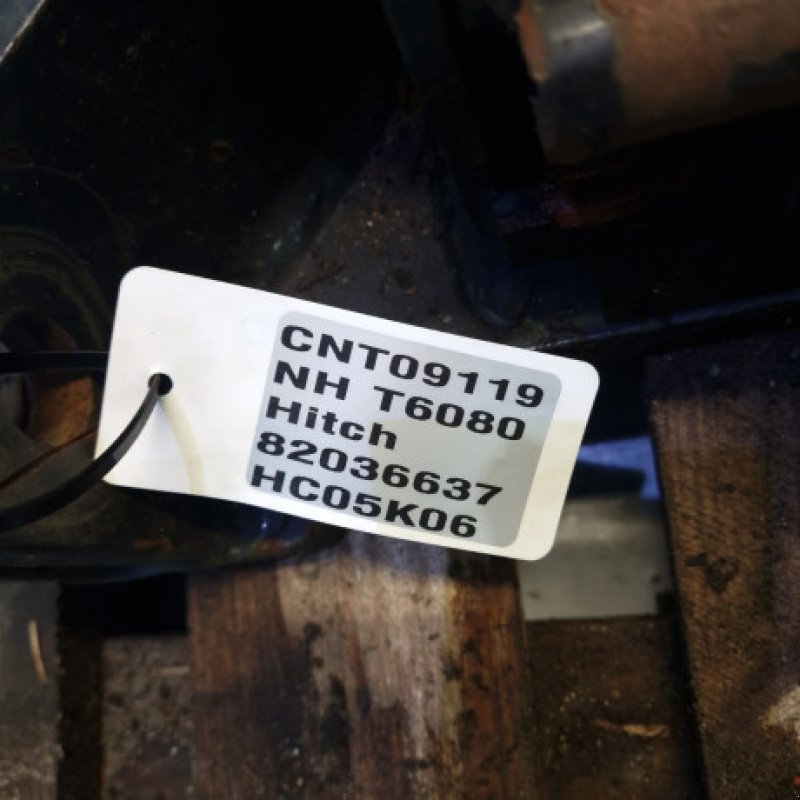 CNT09119
NH T6080
Hitch
82036637
HC05K06